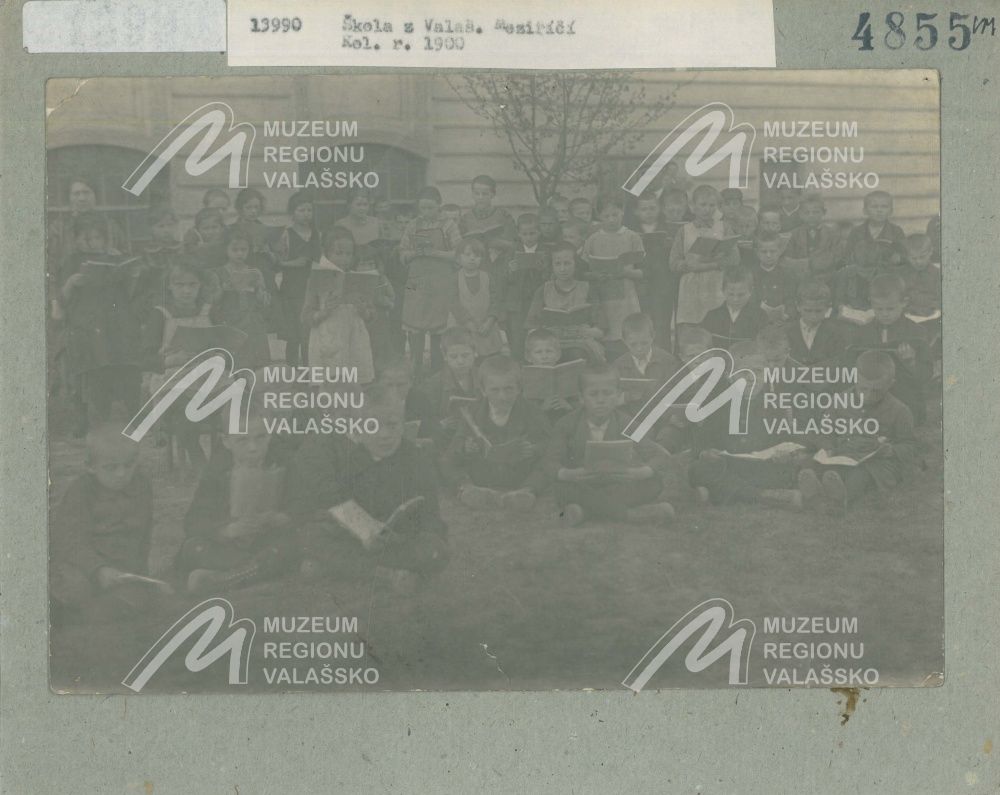 13990 Škola z Valaš. Meziříčí
Kol. r. 1900
4855/M
MUZEUM
REGIONU
VALAŠSKO
MUZEUM
REGIONU
VALAŠSKO
MUZEUM
REGIONU
VALAŠSKO
MUZEUM
REGIONU
VALAŠSKO
MUZEUM
REGIONU
VALAŠSKO
MUZEUM
REGIONU
VALAŠSKO